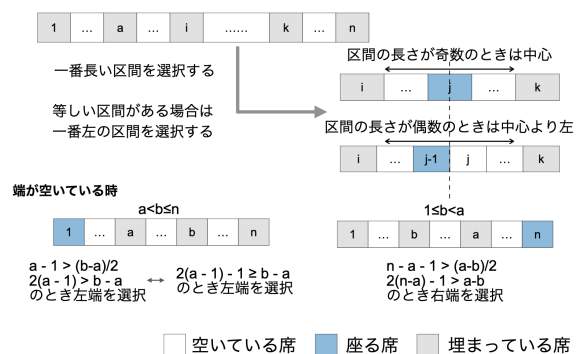 1 … a … i …… k … n
一番長い区間を選択する
等しい区間がある場合は
一番左の区間を選択する
区間の長さが奇数のときは中心
i … j … k
区間の長さが偶数のときは中心より左
i … j-1 j … k
端が空いている時
a<b≤n
1 … a … b … n
a - 1 > (b-a)/2
2(a - 1) > b - a
のとき左端を選択
2(a - 1) - 1 ≥ b - a
のとき左端を選択
1≤b<a
1 … b … a … n
n - a - 1 > (a-b)/2
2(n-a) - 1 > a-b
のとき右端を選択
空いている席 座る席 埋まっている席